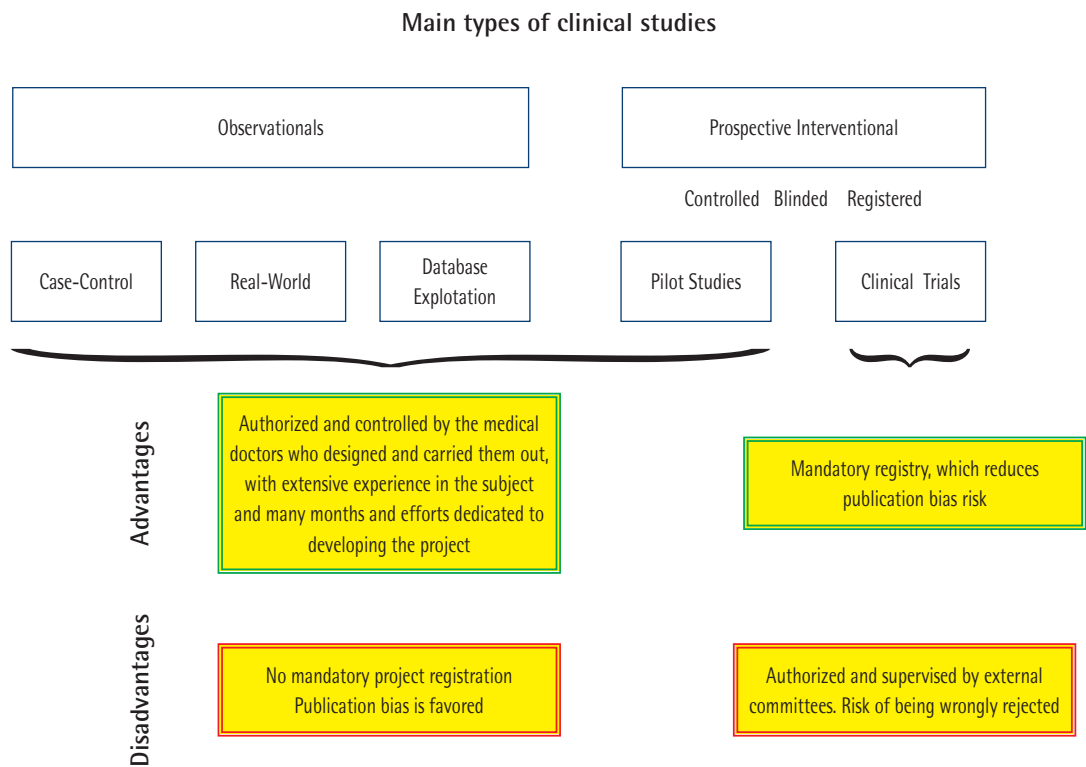 Main types of clinical studies
Observationals
Prospective Interventional
Controlled Blinded Registered
Case-Control
Real-World
Database
Explotation
Pilot Studies
Clinical Trials
Advantages
Authorized and controlled by the medical
doctors who designed and carried them out,
with extensive experience in the subject
and many months and efforts dedicated to
developing the project
Mandatory registry, which reduces
publication bias risk
Disadvantages
No mandatory project registration
Publication bias is favored
Authorized and supervised by external
committees. Risk of being wrongly rejected